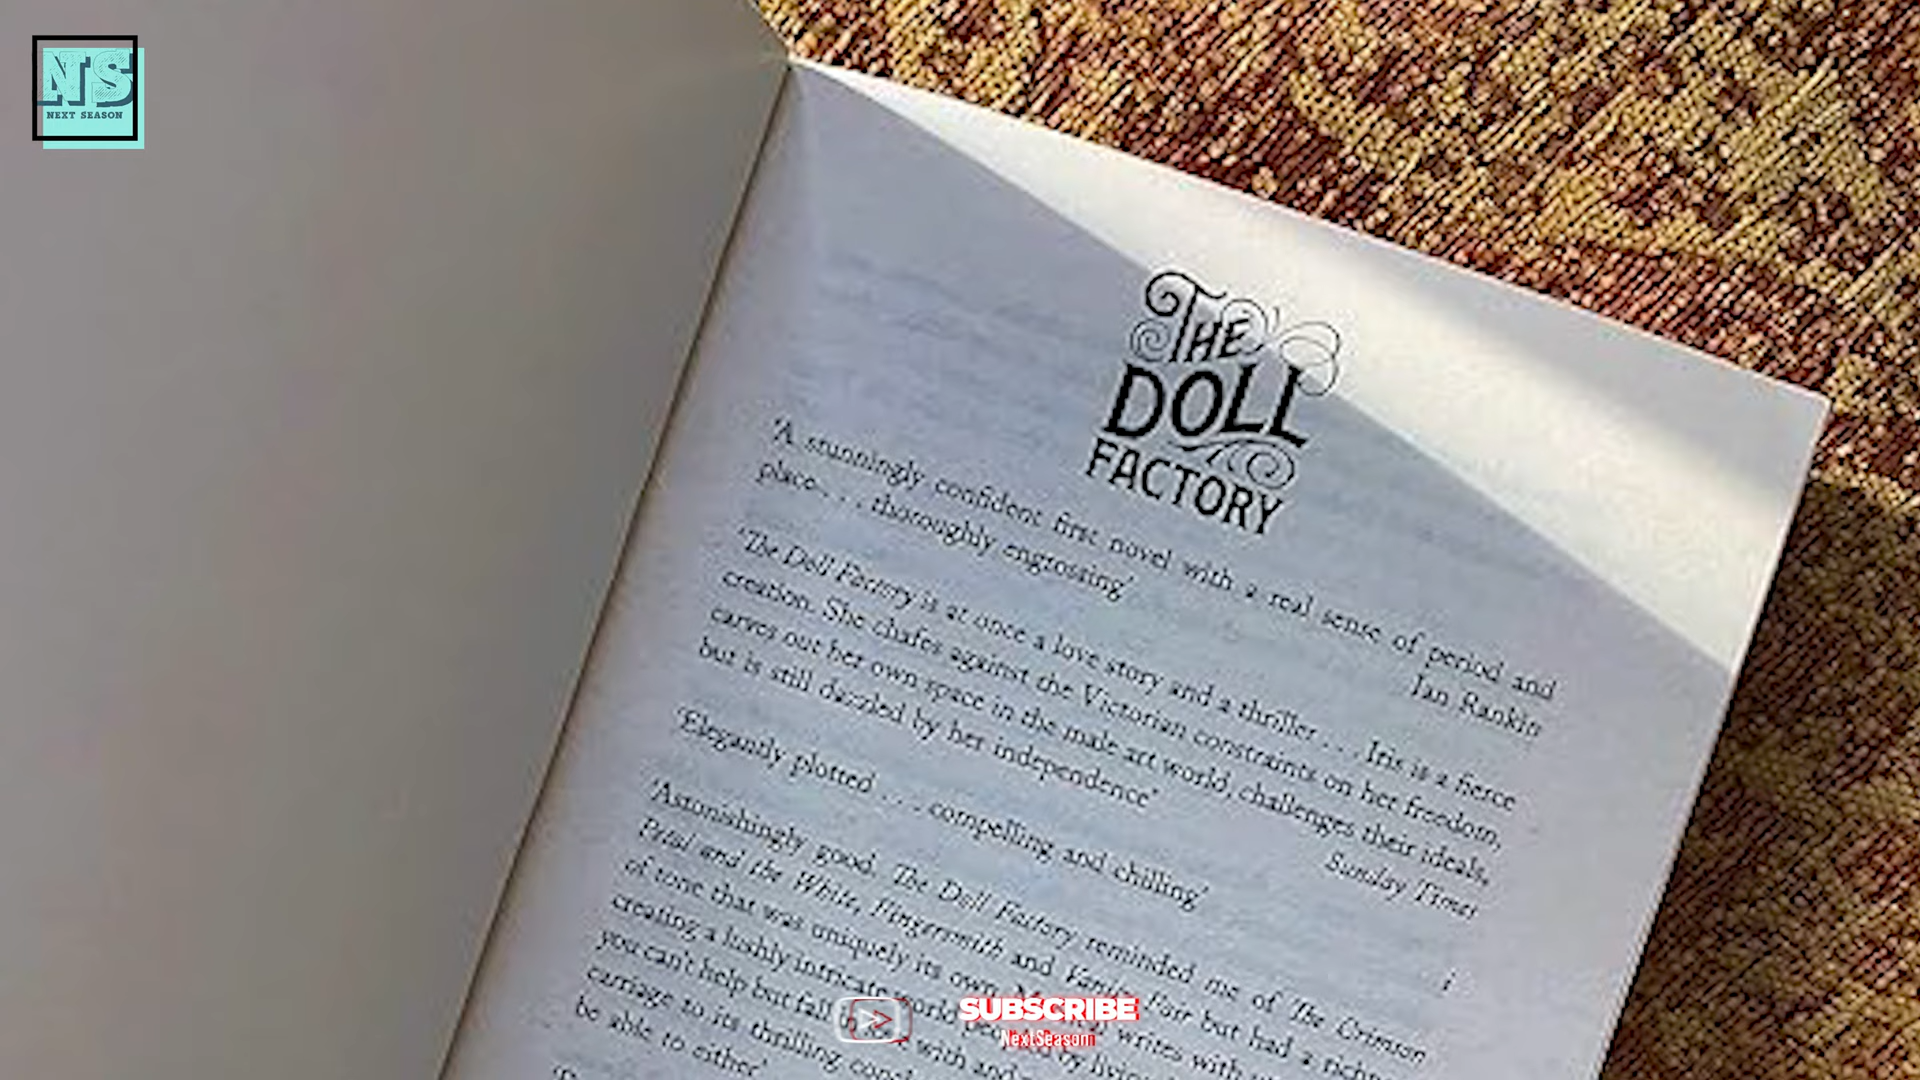 NS
NEXT SEASON
THE
DOLL
FACTORY
'A stunningly confident first novel with a real sense of period and
place . . . thoroughly engrossing'
Ian Rankin
'The Doll Factory is at once a love story and a thriller . . . Iris is a fierce
creation. She chafes against the Victorian constraints on her freedom,
carves out her own space in the male art world, challenges their ideals,
but is still dazzled by her independence'
Sunday Times
'Elegantly plotted . . . compelling and chilling'
i
'Astonishingly good. The Doll Factory reminded me of The Crimson
Petal and the White, Fingersmith and Vanity Fair but had a richness
of tone that was uniquely its own. writes with
creating a lushly intricate world
you can't help but fall with and
carriage to its thrilling
be able to either'
SUBSCRIBE
NextSeason